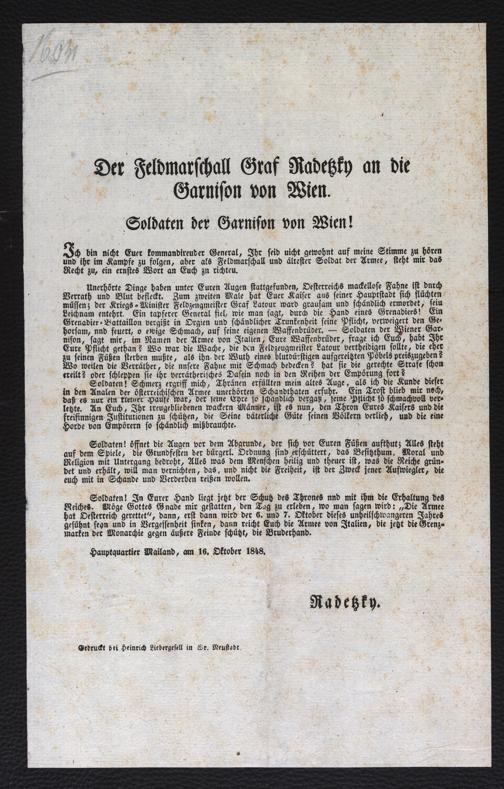 Der Feldmarschall Graf Radetzky an die
Garnison von Wien.
Soldaten der Garnison von Wien!
Ich bin nicht Euer kommandirender General, Ihr seid nicht gewohnt auf meine Stimme zu hören
und ihr im Kampfe zu folgen, aber als Feldmarschall und ältester Soldat der Armee, steht mir das
Recht zu, ein ernstes Wort an Euch zu richten.
Unerhörte Dinge haben unter Euren Augen stattgefunden, Oesterreichs makellose Fahne ist durch
Verrath und Blut befleckt. Zum zweiten Male hat Euer Kaiser aus seiner Hauptstadt sich flüchten
müssen; der Kriegs-Minister Feldzeugmeister Graf Latour ward grausam und schändlich ermordet, sein
Leichnam entehrt. Ein tapferer General fiel, wie man sagt, durch die Hand eines Grenadiers! Ein
Grenadier-Bataillon vergißt in Orgien und schändlicher Trunkenheit seine Pflicht, verweigert den Ge-
horsam, und feuert, o ewige Schmach, auf seine eigenen Waffenbrüder. — Soldaten der Wiener Gar-
nison, sagt mir, im Namen der Armee von Italien, Eure Waffenbrüder, frage ich Euch, habt Ihr
Eure Pflicht gethan? Wo war die Wache, die den Feldzeugmeister Latour vertheidigen sollte, die eher
zu seinen Füßen sterben mußte, als ihn der Wuth eines blutdürstigen aufgereitzten Pöbels preiszugeben?
Wo weilen die Verräther, die unsere Fahne mit Schmach bedecken? hat sie die gerechte Strafe schon
ereilt? oder schleppen sie ihr verrätherisches Dasein noch in den Reihen der Empörung fort?
Soldaten! Schmerz ergriff mich, Thränen erfüllten mein altes Auge, als ich die Kunde dieser
in den Analen der österreichischen Armee unerhörten Schandthaten erfuhr. Ein Trost blieb mir noch,
daß es nur ein kleiner Haufe war, der seine Ehre so schändlich vergaß, seine Pflicht so schmachvoll ver-
letzte. An Euch, Ihr treugebliebenen wackern Männer, ist es nun, den Thron Eures Kaisers und die
freisinnigen Institutionen zu schützen, die Seine väterliche Güte seinen Völkern verlieh, und die eine
Horde von Empörern so schändlich mißbrauchte.
Soldaten! öffnet die Augen vor dem Abgrunde, der sich vor Euren Füßen aufthut; Alles steht
auf dem Spiele, die Grundfesten der bürgerl. Ordnung sind erschüttert, das Besitzthum, Moral und
Religion mit Untergang bedroht, Alles was dem Menschen heilig und theuer ist, was die Reiche grün-
det und erhält, will man vernichten, das, und nicht die Freiheit, ist der Zweck jener Aufwiegler, die
euch mit in Schande und Verderben reißen wollen.
Soldaten! In Eurer Hand liegt jetzt der Schutz des Thrones und mit ihm die Erhaltung des
Reichs. Möge Gottes Gnade mir gestatten, den Tag zu erleben, wo man sagen wird: „Die Armee
hat Oesterreich gerettet“, dann, erst dann wird der 6. und 7. Oktober dieses unheilschwangeren Jahres
gesühnt sein und in Vergessenheit sinken, dann reicht Euch die Armee von Italien, die jetzt die Grenz-
marken der Monarchie gegen äußere Feinde schützt, die Bruderhand.
Hauptquartier Mailand, am 16. Oktober 1848.
Radetzky.
Gedruckt bei Heinrich Liedergesell in Wr. Neustadt.